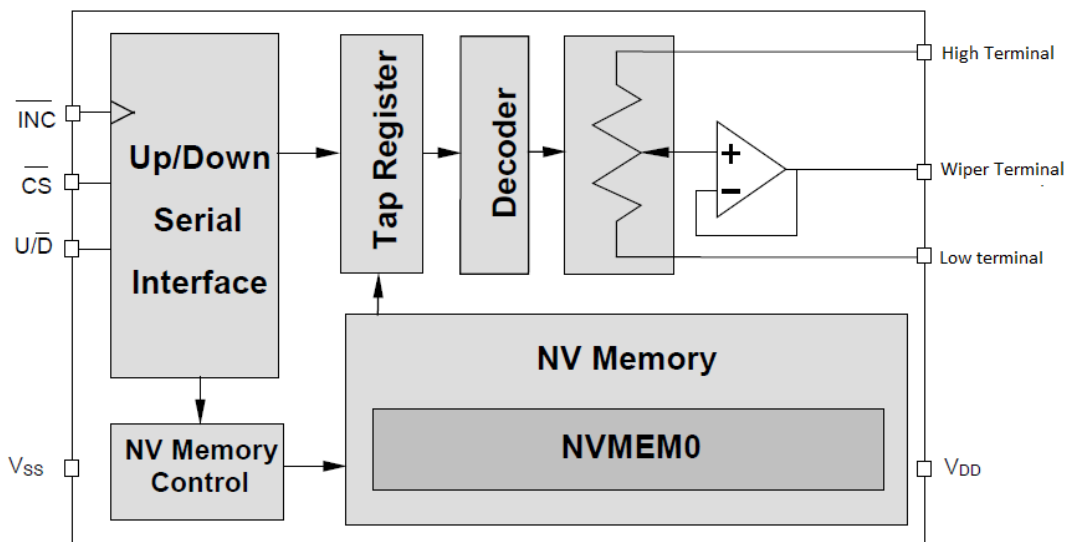 INC
CS
U/D
Up/Down
Serial
Interface
Tap Register
Decoder
+
−
High Terminal
Wiper Terminal
Low terminal
NV Memory
NVMEM0
NV Memory
Control
VSS
VDD